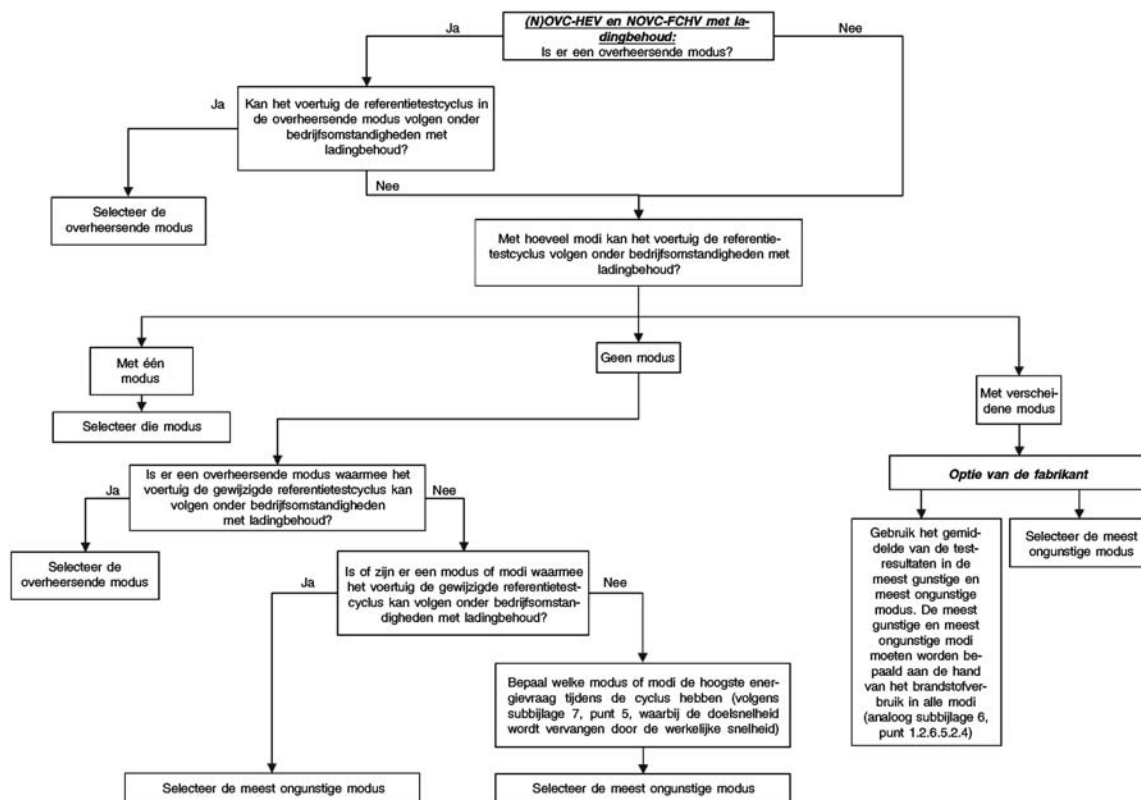 (N)OVC-HEV en NOVC-FCHV met la-
dingbehoud:
Is er een overheersende modus?
Ja
Nee
Kan het voertuig de referentietestcyclus in
de overheersende modus volgen onder
bedrijfsomstandigheden met
ladingbehoud?
Ja
Nee
Selecteer de
overheersende modus
Met hoeveel modi kan het voertuig de referentie-
testcyclus volgen onder bedrijfsomstandigheden met
ladingbehoud?
Met één
modus
Selecteer die modus
Geen modus
Met verschei-
dene modus
Optie van de fabrikant
Gebruik het gemid-
delde van de test-
resultaten in de
meest gunstige en
meest ongunstige
modus. De meest
gunstige en meest
ongunstige modi
moeten worden be-
paald aan de hand
van het brandstofver-
bruik in alle modi
(analoog subbijlage 6,
punt 1.2.6.5.2.4)
Selecteer de meest
ongunstige modus
Is er een overheersende modus waarmee het
voertuig de gewijzigde referentietestcyclus kan
volgen onder bedrijfsomstandigheden
met ladingbehoud?
Ja
Nee
Selecteer de
overheersende modus
Is of zijn er een modus of modi waarmee
het voertuig de gewijzigde referentietest-
cyclus kan volgen onder bedrijfsomstan-
digheden met ladingbehoud?
Ja
Nee
Bepaal welke modus of modi de hoogste ener-
gievraag tijdens de cyclus hebben (volgens
subbijlage 7, punt 5, waarbij de doelsnelheid
wordt vervangen door de werkelijke snelheid)
Selecteer de meest ongunstige modus
Selecteer de meest ongunstige modus